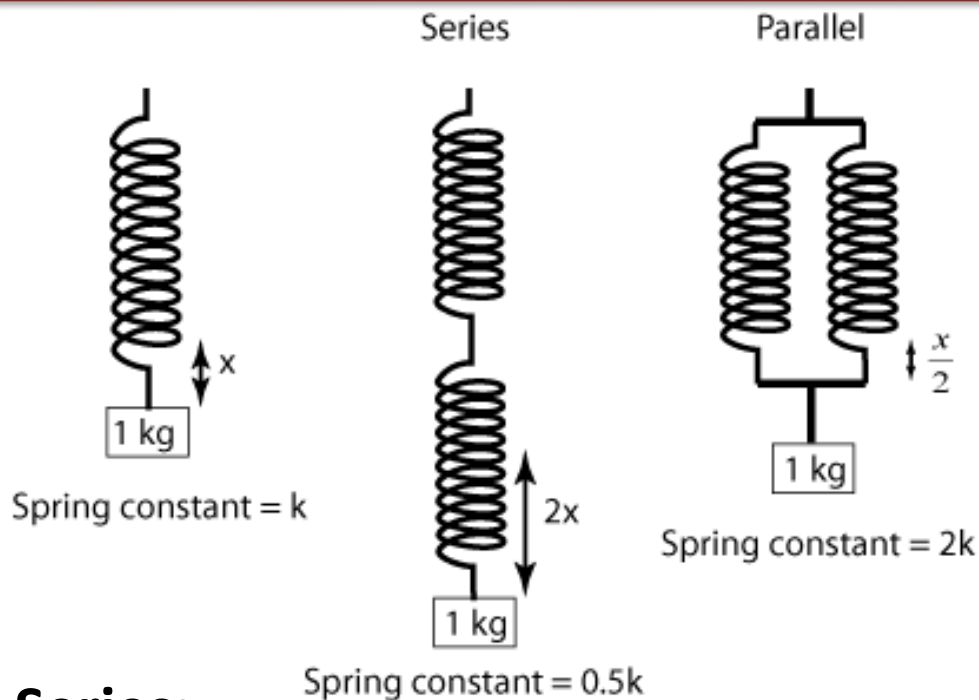 Series
Parallel
x
1 kg
Spring constant = k
2x
1 kg
Spring constant = 0.5k
x
2
1 kg
Spring constant = 2k